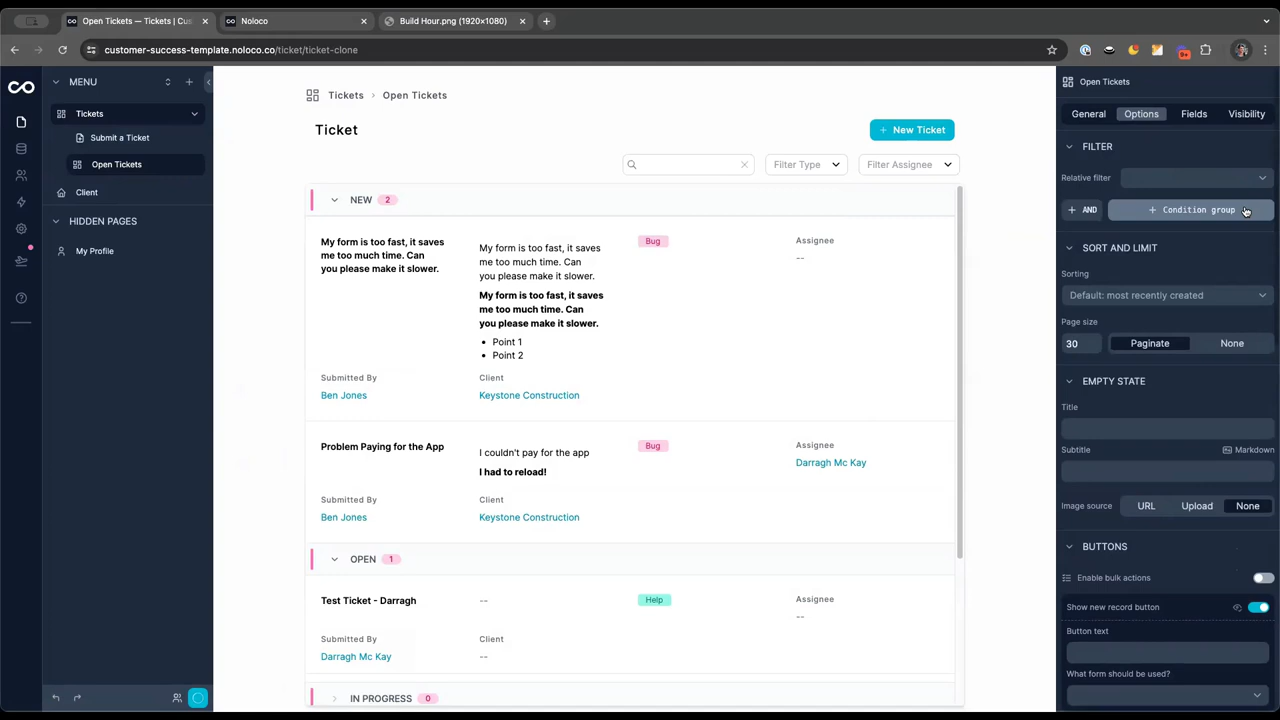 Open Tickets — Tickets | Cus
Noloco
Build Hour.png (1920×1080)
customer-success-template.noloco.co/ticket/ticket-clone
MENU
Tickets
Submit a Ticket
Open Tickets
Client
HIDDEN PAGES
My Profile
Tickets > Open Tickets
Ticket
+ New Ticket
Filter Type
Filter Assignee
NEW 2
My form is too fast, it saves
me too much time. Can
you please make it slower.
My form is too fast, it saves
me too much time. Can
you please make it slower.
My form is too fast, it saves
me too much time. Can
you please make it slower.
• Point 1
• Point 2
Bug
Assignee
--
Submitted By
Ben Jones
Client
Keystone Construction
Problem Paying for the App
I couldn't pay for the app
I had to reload!
Bug
Assignee
Darragh Mc Kay
Submitted By
Ben Jones
Client
Keystone Construction
OPEN 1
Test Ticket - Darragh
--
Help
Assignee
--
Submitted By
Darragh Mc Kay
Client
--
IN PROGRESS 0
Open Tickets
General Options Fields Visibility
FILTER
Relative filter
+ AND + Condition group
SORT AND LIMIT
Sorting
Default: most recently created
Page size
30 Paginate None
EMPTY STATE
Title
Subtitle Markdown
Image source URL Upload None
BUTTONS
Enable bulk actions
Show new record button
Button text
What form should be used?